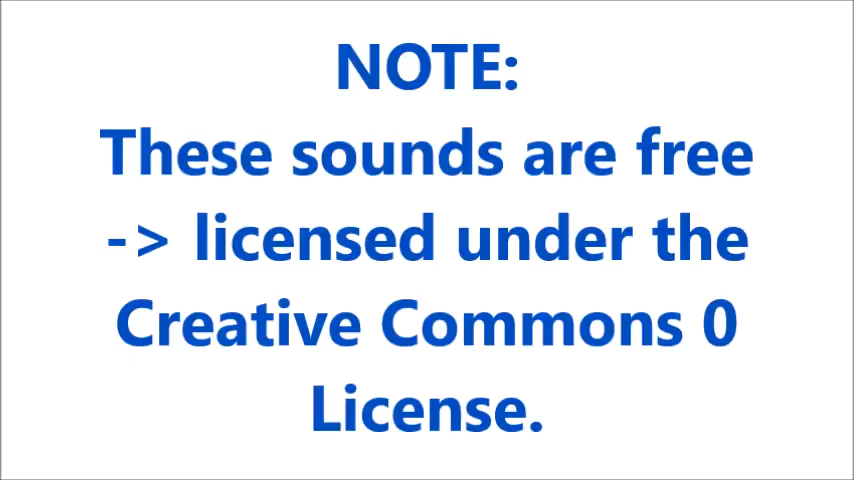 NOTE:
These sounds are free
-> licensed under the
Creative Commons 0
License.